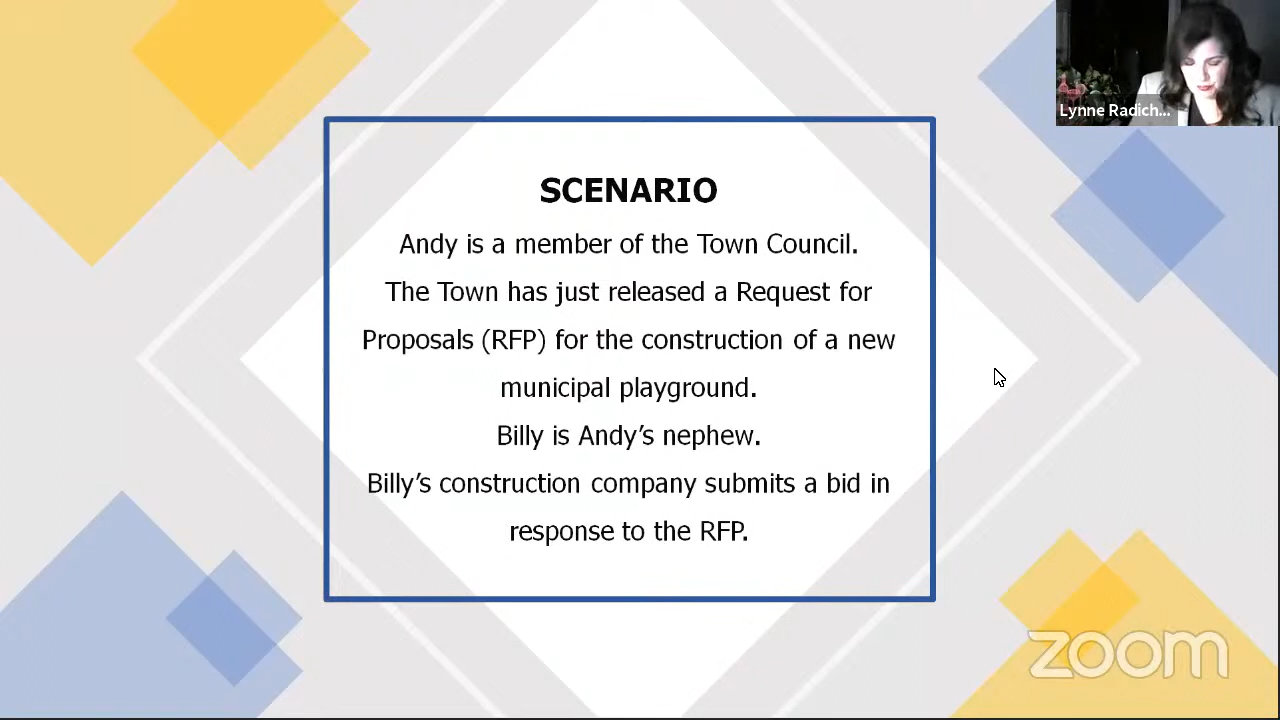 Lynne Radich...
SCENARIO
Andy is a member of the Town Council.
The Town has just released a Request for
Proposals (RFP) for the construction of a new
municipal playground.
Billy is Andy’s nephew.
Billy’s construction company submits a bid in
response to the RFP.
zoom